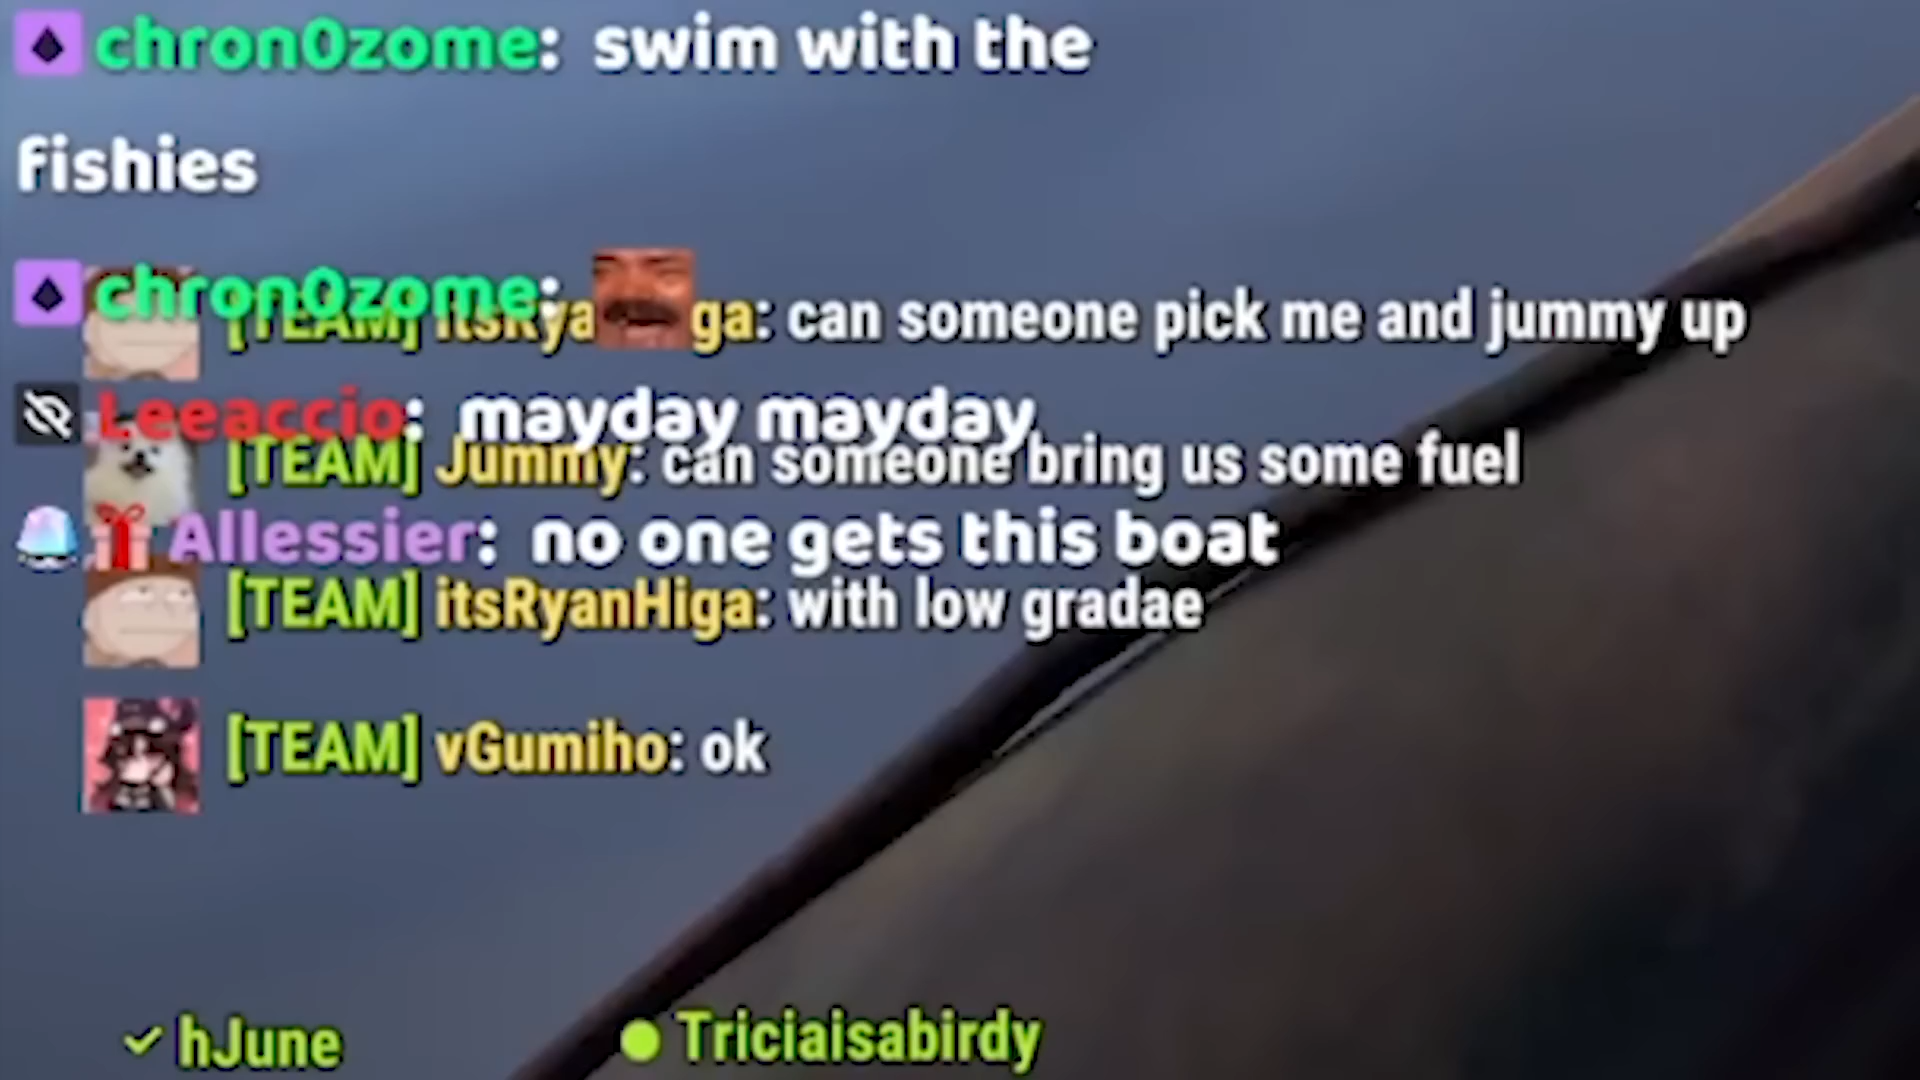 chron0zome: swim with the
fishies
chron0zome:
[TEAM] itsRya ga: can someone pick me and jummy up
Leeaccio: mayday mayday
[TEAM] Jummy: can someone bring us some fuel
Allessier: no one gets this boat
[TEAM] itsRyanHiga: with low gradae
[TEAM] vGumiho: ok
hJune
Triciaisabirdy